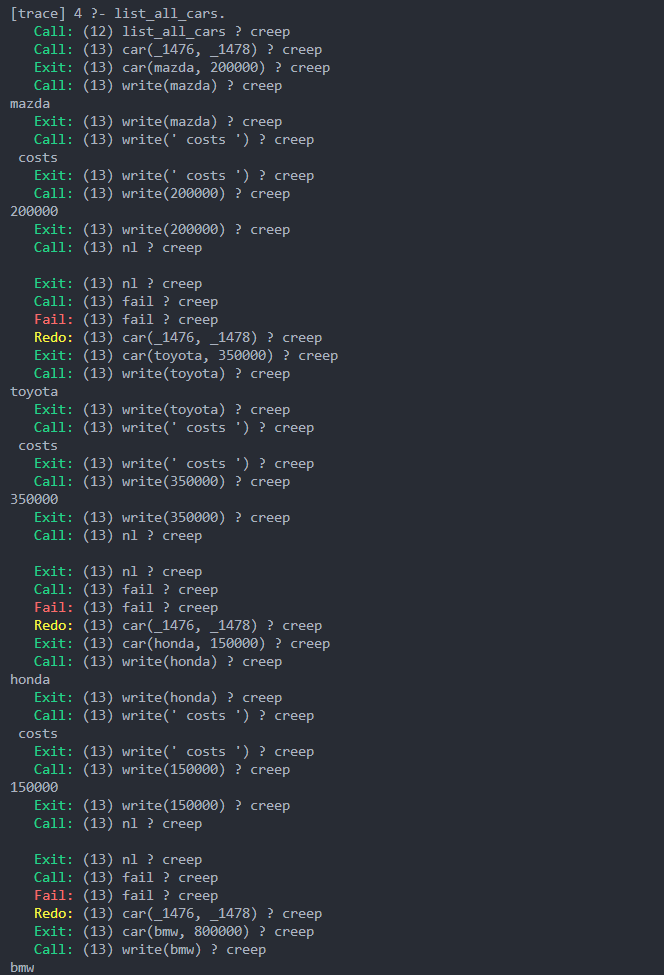 [trace] 4 ?- list_all_cars.
   Call: (12) list_all_cars ? creep
   Call: (13) car(_1476, _1478) ? creep
   Exit: (13) car(mazda, 200000) ? creep
   Call: (13) write(mazda) ? creep
mazda
   Exit: (13) write(mazda) ? creep
   Call: (13) write(' costs ') ? creep
 costs
   Exit: (13) write(' costs ') ? creep
   Call: (13) write(200000) ? creep
200000
   Exit: (13) write(200000) ? creep
   Call: (13) nl ? creep

   Exit: (13) nl ? creep
   Call: (13) fail ? creep
   Fail: (13) fail ? creep
   Redo: (13) car(_1476, _1478) ? creep
   Exit: (13) car(toyota, 350000) ? creep
   Call: (13) write(toyota) ? creep
toyota
   Exit: (13) write(toyota) ? creep
   Call: (13) write(' costs ') ? creep
 costs
   Exit: (13) write(' costs ') ? creep
   Call: (13) write(350000) ? creep
350000
   Exit: (13) write(350000) ? creep
   Call: (13) nl ? creep

   Exit: (13) nl ? creep
   Call: (13) fail ? creep
   Fail: (13) fail ? creep
   Redo: (13) car(_1476, _1478) ? creep
   Exit: (13) car(honda, 150000) ? creep
   Call: (13) write(honda) ? creep
honda
   Exit: (13) write(honda) ? creep
   Call: (13) write(' costs ') ? creep
 costs
   Exit: (13) write(' costs ') ? creep
   Call: (13) write(150000) ? creep
150000
   Exit: (13) write(150000) ? creep
   Call: (13) nl ? creep

   Exit: (13) nl ? creep
   Call: (13) fail ? creep
   Fail: (13) fail ? creep
   Redo: (13) car(_1476, _1478) ? creep
   Exit: (13) car(bmw, 800000) ? creep
   Call: (13) write(bmw) ? creep
bmw